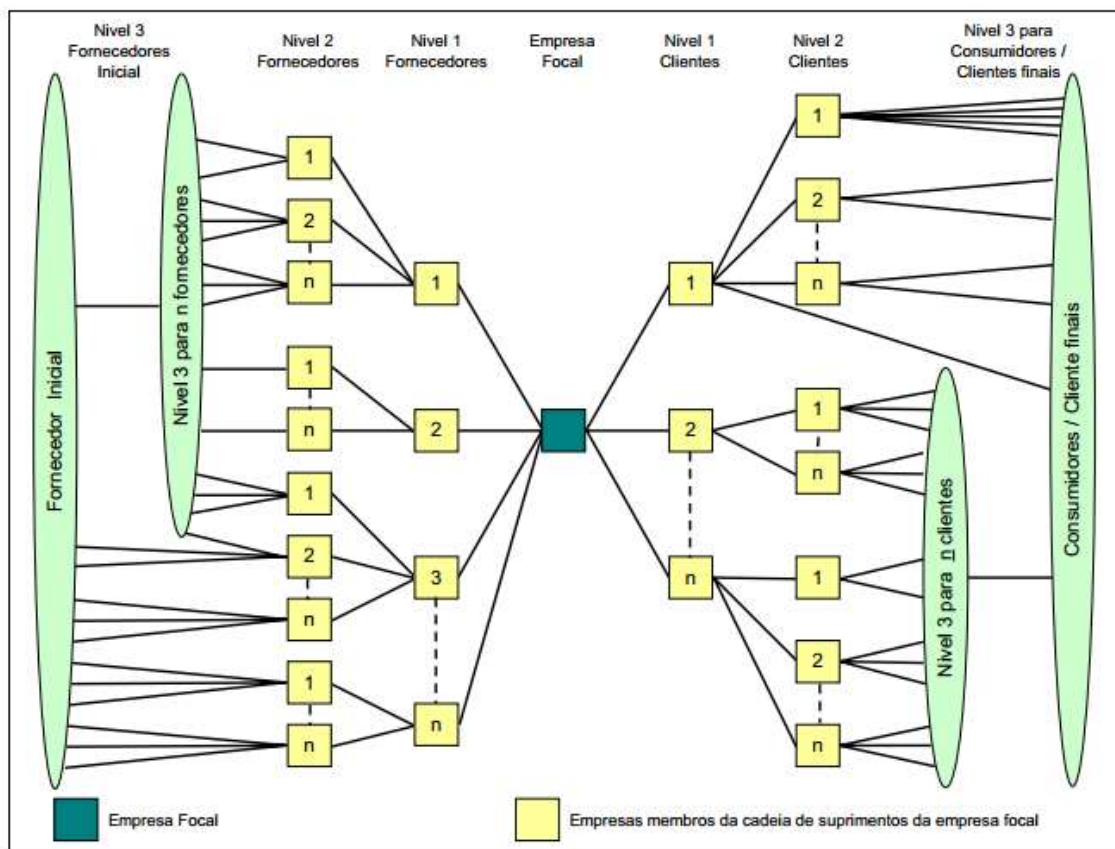 Nivel 3
Fornecedores
Inicial
Nivel 2
Fornecedores
Nivel 1
Fornecedores
Empresa
Focal
Nivel 1
Clientes
Nivel 2
Clientes
Nivel 3 para
Consumidores /
Clientes finais
Fornecedor Inicial
Nivel 3 para n fornecedores
1
2
n
1
n
1
2
n
1
n
1
2
3
n
1
2
n
1
2
n
1
n
1
2
n
Nivel 3 para n clientes
Consumidores / Cliente finais
Empresa Focal
Empresas membros da cadeia de suprimentos da empresa focal